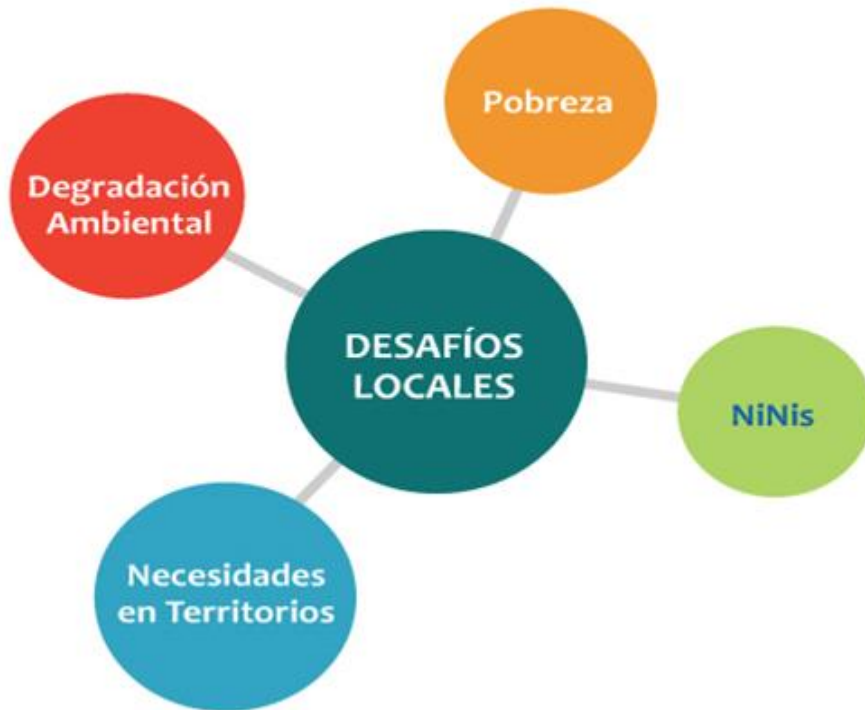 Pobreza
Degradación
Ambiental
DESAFÍOS
LOCALES
NiNis
Necesidades
en Territorios